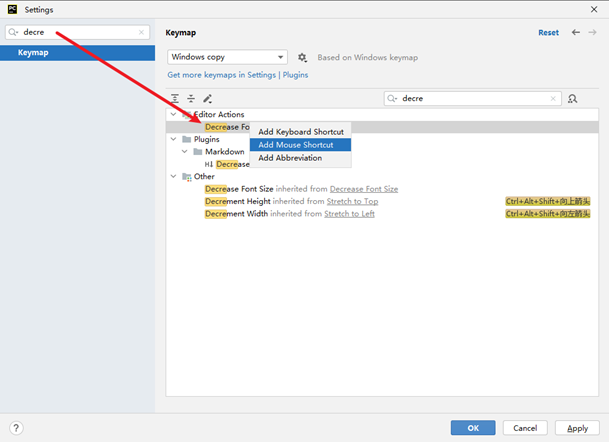 PC Settings
decre
Keymap
Keymap
Reset
Windows copy
Based on Windows keymap
Get more keymaps in Settings | Plugins
decre
Editor Actions
Decrease Fo
Add Keyboard Shortcut
Add Mouse Shortcut
Add Abbreviation
Plugins
Markdown
H↓ Decrease
Other
Decrease Font Size inherited from Decrease Font Size
Decrement Height inherited from Stretch to Top Ctrl+Alt+Shift+向上箭头
Decrement Width inherited from Stretch to Left Ctrl+Alt+Shift+向左箭头
?
OK
Cancel
Apply